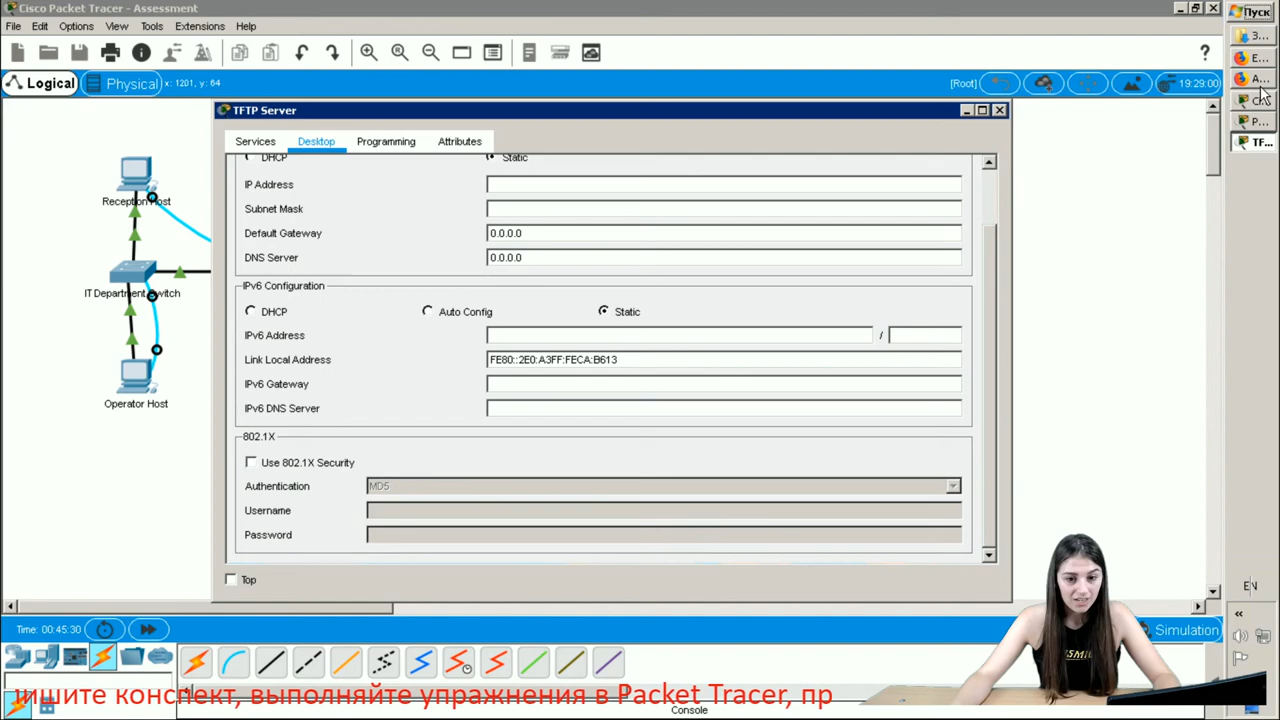 Cisco Packet Tracer - Assessment
File Edit Options View Tools Extensions Help
Logical Physical x: 1201, y: 64 [Root] 19:29:00
Пуск
З...
E...
A...
P...
TF...
TFTP Server
Services Desktop Programming Attributes
DHCP Static
IP Address
Subnet Mask
Default Gateway 0.0.0.0
DNS Server 0.0.0.0
IPv6 Configuration
DHCP Auto Config Static
IPv6 Address /
Link Local Address FE80::2E0:A3FF:FECA:B613
IPv6 Gateway
IPv6 DNS Server
802.1X
Use 802.1X Security
Authentication MD5
Username
Password
Top
Reception Host
IT Department Switch
Operator Host
EN
Time: 00:45:30 Simulation
Console
пишите конспект, выполняйте упражнения в Packet Tracer, пр